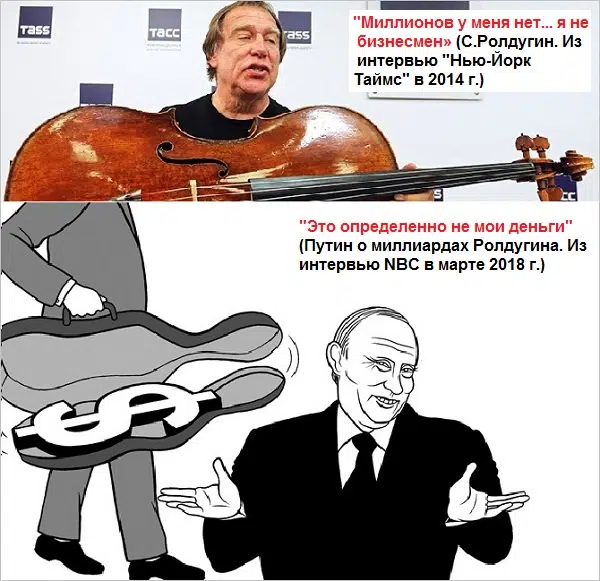 TASS
ТАСС
TASS
"Миллионов у меня нет... я не
бизнесмен» (С.Ролдугин. Из
интервью "Нью-Йорк
Таймс" в 2014 г.)
"Это определенно не мои деньги"
(Путин о миллиардах Ролдугина. Из
интервью NBC в марте 2018 г.)
$